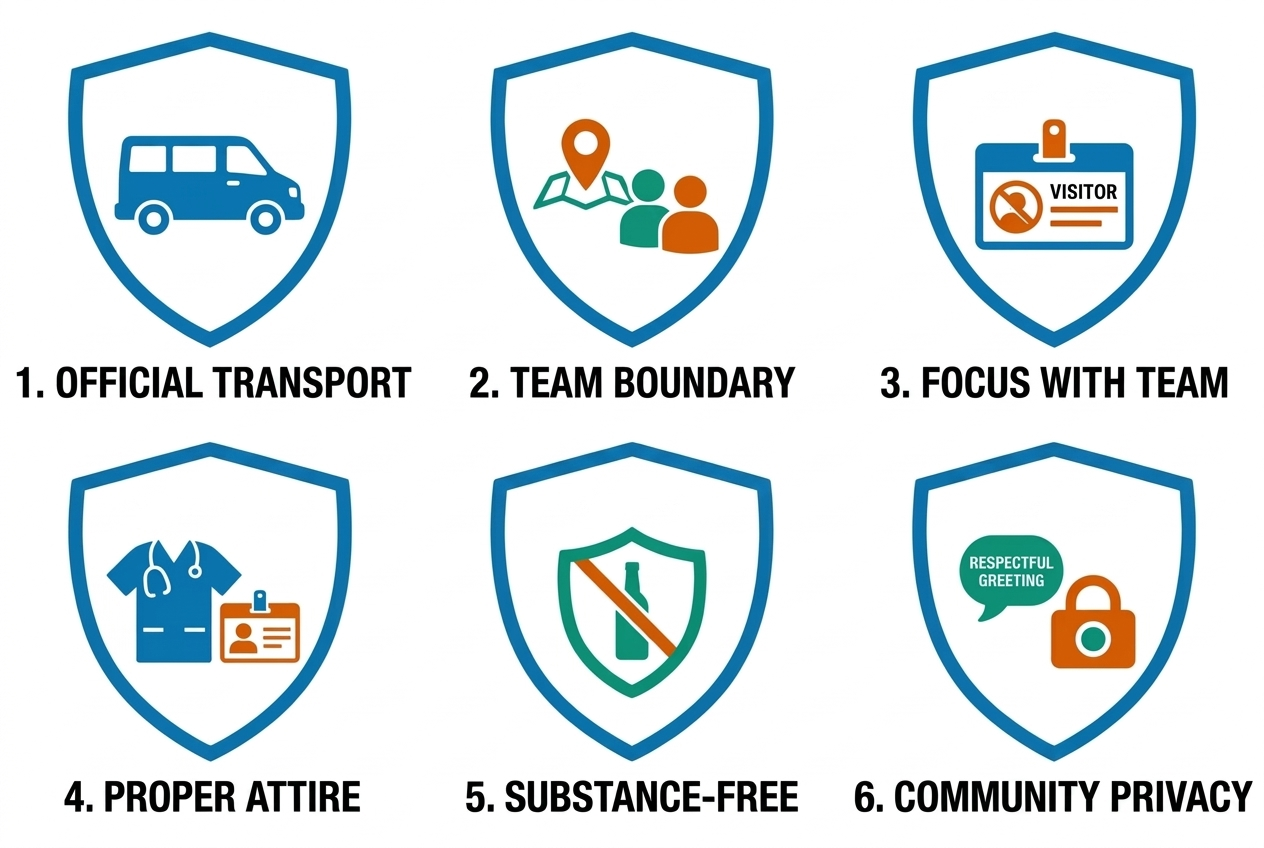 VISITOR
1. OFFICIAL TRANSPORT
2. TEAM BOUNDARY
3. FOCUS WITH TEAM
RESPECTFUL
GREETING
4. PROPER ATTIRE
5. SUBSTANCE-FREE
6. COMMUNITY PRIVACY